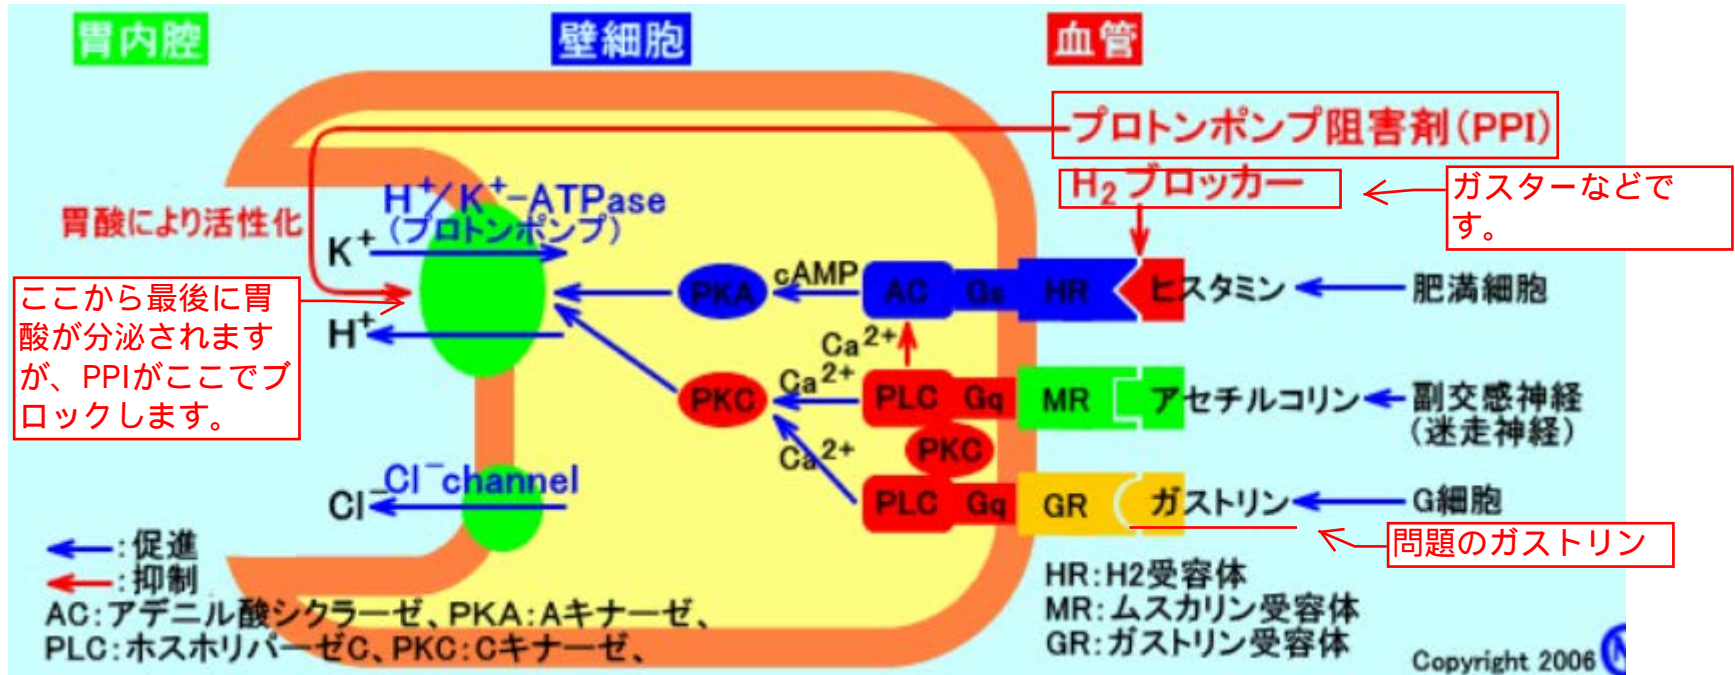 胃内腔
壁細胞
血管
プロトンポンプ阻害剤(PPI)
H2ブロッカー
ガスターなどで
す。
H+/K+-ATPase
(プロトンポンプ)
胃酸により活性化
K+
H+
ここから最後に胃
酸が分泌されます
が、PPIがここでブ
ロックします。
PKA
cAMP
AC
Gs
HR
ヒスタミン
肥満細胞
Ca2+
PKC
Ca2+
PLC
Gq
MR
アセチルコリン
副交感神経
(迷走神経)
PKC
Ca2+
PLC
Gq
GR
ガストリン
G細胞
問題のガストリン
Cl-
Cl-channel
:促進
:抑制
AC:アデニル酸シクラーゼ、PKA:Aキナーゼ、
PLC:ホスホリパーゼC、PKC:Cキナーゼ、
HR:H2受容体
MR:ムスカリン受容体
GR:ガストリン受容体
Copyright 2006